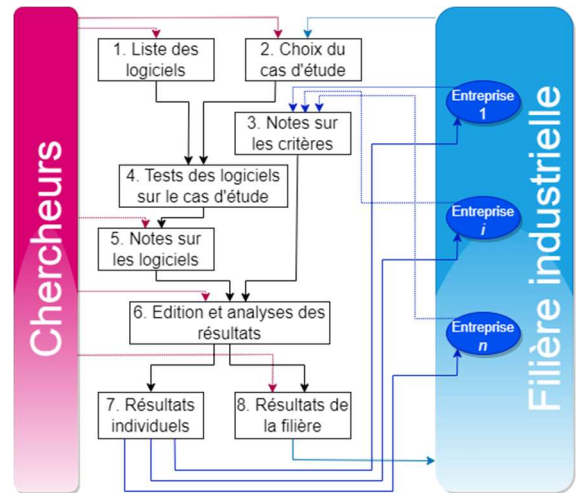 Chercheurs
1. Liste des
logiciels
2. Choix du
cas d'étude
3. Notes sur
les critères
4. Tests des logiciels
sur le cas d'étude
5. Notes sur
les logiciels
6. Edition et analyses des
résultats
7. Résultats
individuels
8. Résultats de
la filière
Entreprise
1
Entreprise
i
Entreprise
n
Filière industrielle